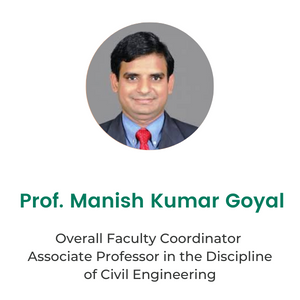 Prof. Manish Kumar Goyal
Overall Faculty Coordinator
Associate Professor in the Discipline
of Civil Engineering